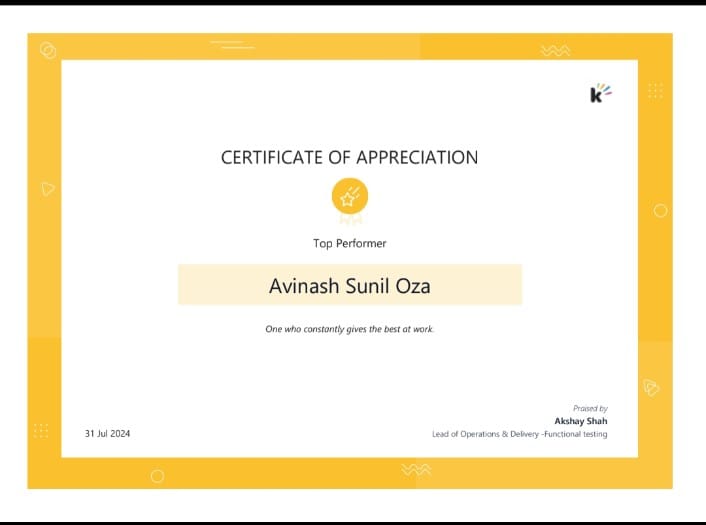 k
CERTIFICATE OF APPRECIATION
Top Performer
Avinash Sunil Oza
One who constantly gives the best at work.
Praised by
Akshay Shah
31 Jul 2024
Lead of Operations & Delivery -Functional testing